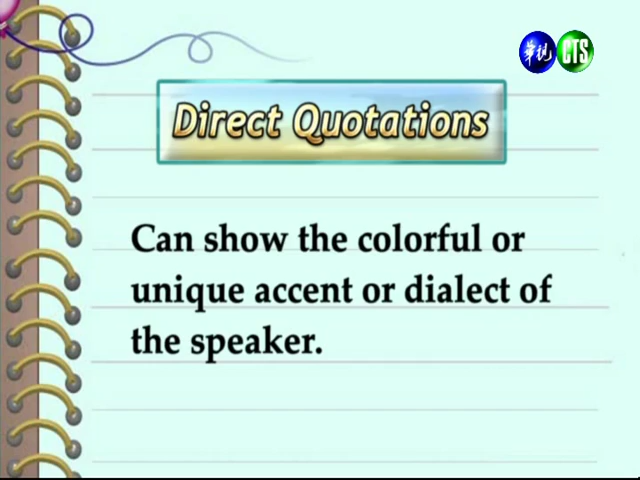 華視 CTS
Direct Quotations
Can show the colorful or
unique accent or dialect of
the speaker.